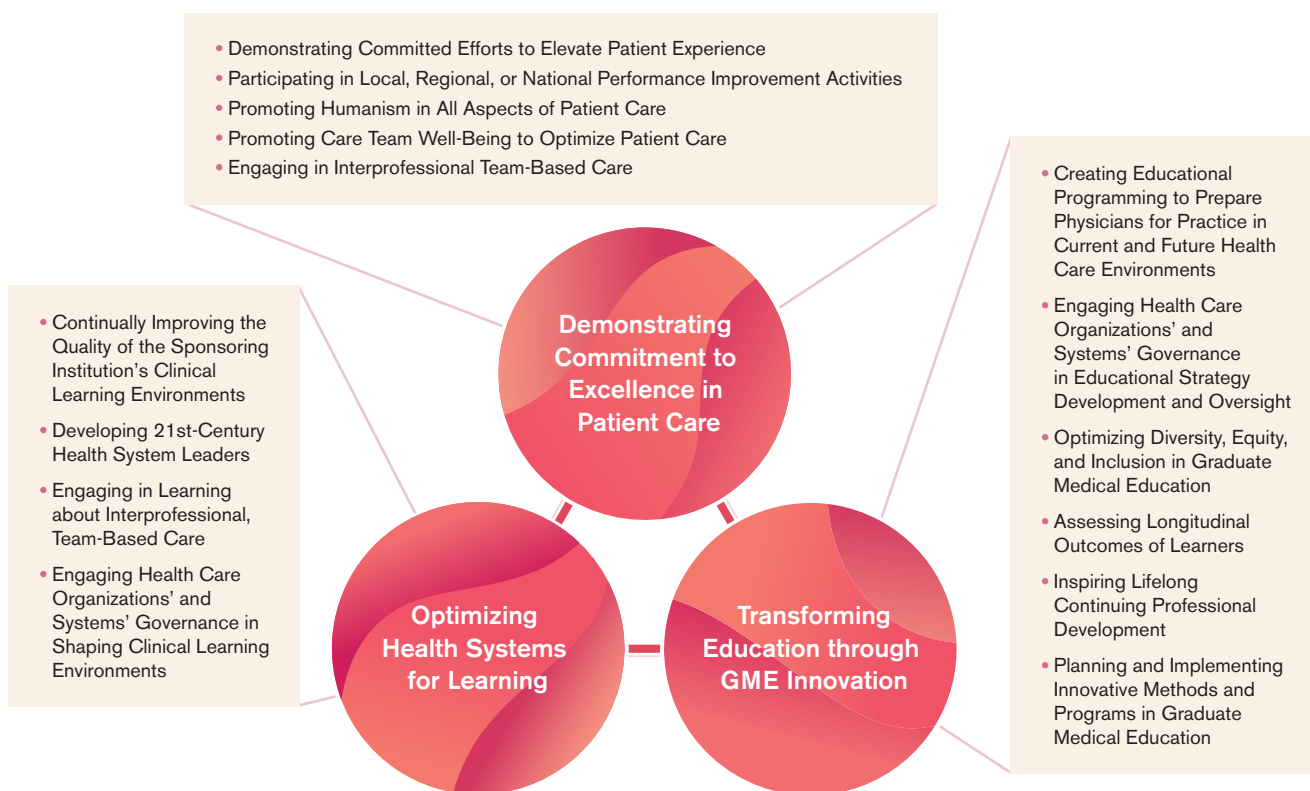 • Demonstrating Committed Efforts to Elevate Patient Experience
• Participating in Local, Regional, or National Performance Improvement Activities
• Promoting Humanism in All Aspects of Patient Care
• Promoting Care Team Well-Being to Optimize Patient Care
• Engaging in Interprofessional Team-Based Care
Demonstrating
Commitment to
Excellence in
Patient Care
• Continually Improving the
Quality of the Sponsoring
Institution’s Clinical
Learning Environments
• Developing 21st-Century
Health System Leaders
• Engaging in Learning
about Interprofessional,
Team-Based Care
• Engaging Health Care
Organizations’ and
Systems’ Governance in
Shaping Clinical Learning
Environments
Optimizing
Health Systems
for Learning
Transforming
Education through
GME Innovation
• Creating Educational
Programming to Prepare
Physicians for Practice in
Current and Future Health
Care Environments
• Engaging Health Care
Organizations’ and
Systems’ Governance
in Educational Strategy
Development and Oversight
• Optimizing Diversity, Equity,
and Inclusion in Graduate
Medical Education
• Assessing Longitudinal
Outcomes of Learners
• Inspiring Lifelong
Continuing Professional
Development
• Planning and Implementing
Innovative Methods and
Programs in Graduate
Medical Education